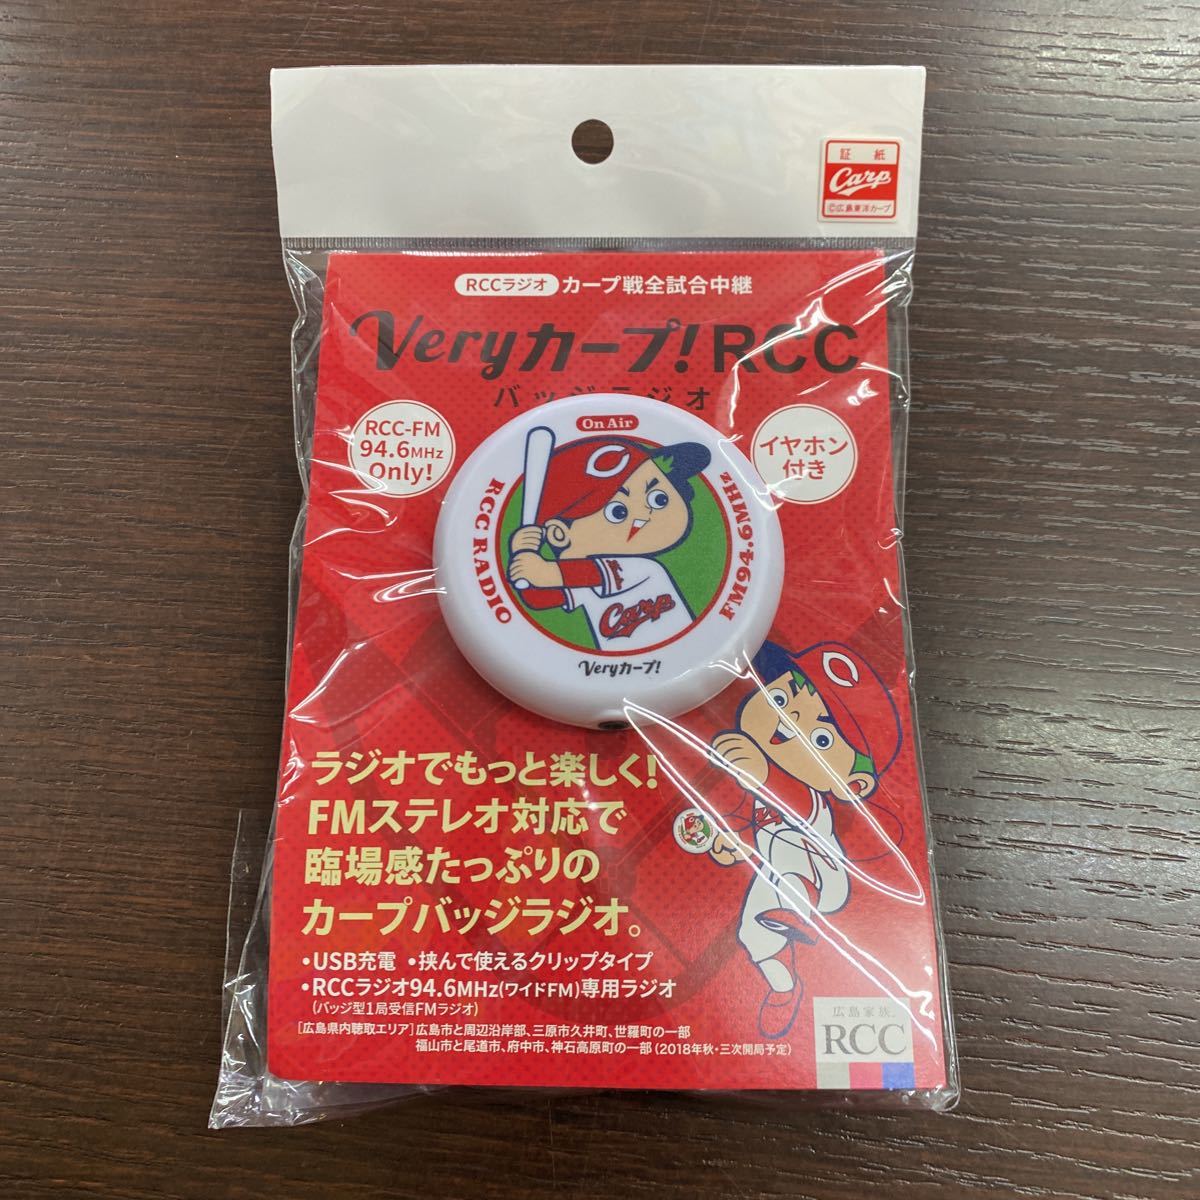 証紙
Carp
©広島東洋カープ
RCCラジオ カープ戦全試合中継
Veryカープ!RCC
バッジラジオ
RCC-FM
94.6MHz
Only!
イヤホン
付き
On Air
RCC RADIO
FM94.6MHz
Carp
Veryカープ!
ラジオでもっと楽しく!
FMステレオ対応で
臨場感たっぷりの
カープバッジラジオ。
・USB充電 ・挟んで使えるクリップタイプ
・RCCラジオ94.6MHz(ワイドFM)専用ラジオ
(バッジ型1局受信FMラジオ)
[広島県内聴取エリア]広島市と周辺沿岸部、三原市久井町、世羅町の一部
福山市と尾道市、府中市、神石高原町の一部(2018年秋・三次開局予定)
広島家族。
RCC